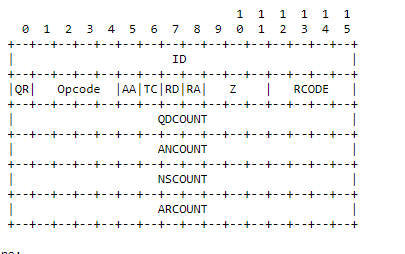 1 1 1 1 1 1
0 1 2 3 4 5 6 7 8 9 0 1 2 3 4 5
+--+--+--+--+--+--+--+--+--+--+--+--+--+--+--+--+
| ID |
+--+--+--+--+--+--+--+--+--+--+--+--+--+--+--+--+
|QR| Opcode |AA|TC|RD|RA| Z | RCODE |
+--+--+--+--+--+--+--+--+--+--+--+--+--+--+--+--+
| QDCOUNT |
+--+--+--+--+--+--+--+--+--+--+--+--+--+--+--+--+
| ANCOUNT |
+--+--+--+--+--+--+--+--+--+--+--+--+--+--+--+--+
| NSCOUNT |
+--+--+--+--+--+--+--+--+--+--+--+--+--+--+--+--+
| ARCOUNT |
+--+--+--+--+--+--+--+--+--+--+--+--+--+--+--+--+